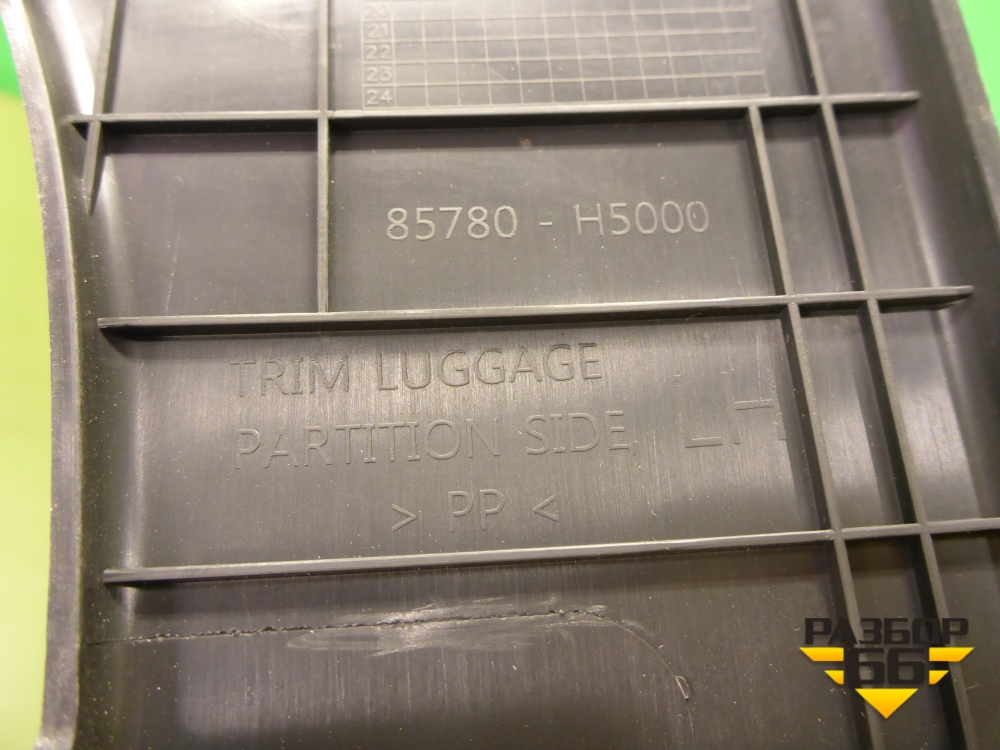 20
21
22
23
24
85780 - H5000
TRIM LUGGAGE
PARTITION SIDE, LH
> PP <
D
РАЗБОР
66